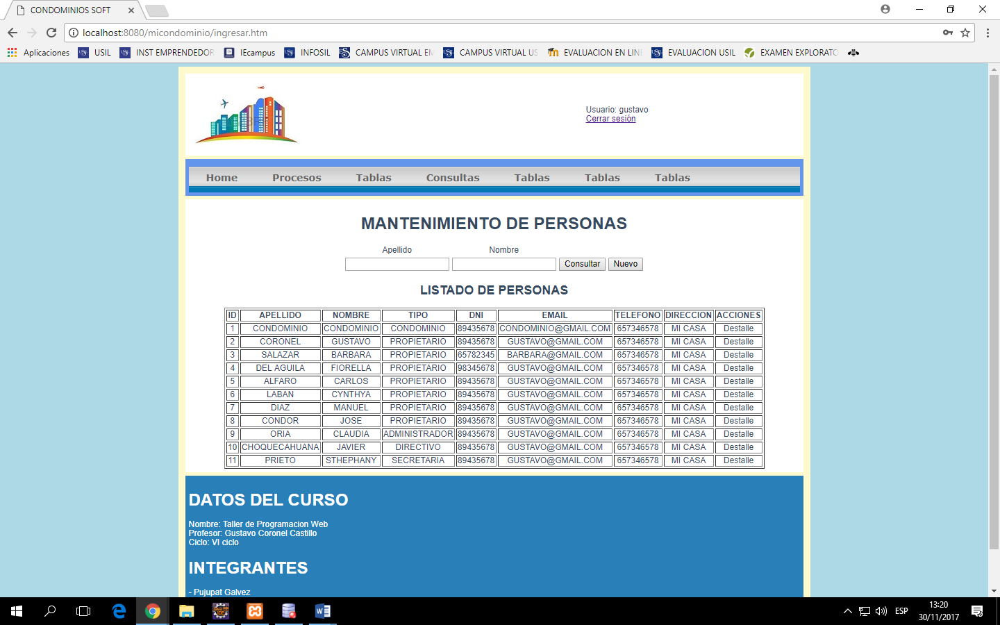 CONDOMINIOS SOFT
localhost:8080/micondominio/ingresar.htm
Aplicaciones USIL INST EMPRENDEDOR IEcampus INFOSIL CAMPUS VIRTUAL EM CAMPUS VIRTUAL US EVALUACION EN LINE EVALUACION USIL EXAMEN EXPLORATO
Usuario: gustavo
Cerrar sesión
Home Procesos Tablas Consultas Tablas Tablas Tablas
MANTENIMIENTO DE PERSONAS
Apellido Nombre
Consultar Nuevo
LISTADO DE PERSONAS
ID APELLIDO NOMBRE TIPO DNI EMAIL TELEFONO DIRECCION ACCIONES
1 CONDOMINIO CONDOMINIO CONDOMINIO 89435678 CONDOMINIO@GMAIL.COM 657346578 MI CASA Destalle
2 CORONEL GUSTAVO PROPIETARIO 89435678 GUSTAVO@GMAIL.COM 657346578 MI CASA Destalle
3 SALAZAR BARBARA PROPIETARIO 65782345 BARBARA@GMAIL.COM 657346578 MI CASA Destalle
4 DEL AGUILA FIORELLA PROPIETARIO 98345678 GUSTAVO@GMAIL.COM 657346578 MI CASA Destalle
5 ALFARO CARLOS PROPIETARIO 89435678 GUSTAVO@GMAIL.COM 657346578 MI CASA Destalle
6 LABAN CYNTHYA PROPIETARIO 89435678 GUSTAVO@GMAIL.COM 657346578 MI CASA Destalle
7 DIAZ MANUEL PROPIETARIO 89435678 GUSTAVO@GMAIL.COM 657346578 MI CASA Destalle
8 CONDOR JOSE PROPIETARIO 89435678 GUSTAVO@GMAIL.COM 657346578 MI CASA Destalle
9 ORIA CLAUDIA ADMINISTRADOR 89435678 GUSTAVO@GMAIL.COM 657346578 MI CASA Destalle
10 CHOQUECAHUANA JAVIER DIRECTIVO 89435678 GUSTAVO@GMAIL.COM 657346578 MI CASA Destalle
11 PRIETO STHEPHANY SECRETARIA 89435678 GUSTAVO@GMAIL.COM 657346578 MI CASA Destalle
DATOS DEL CURSO
Nombre: Taller de Programacion Web
Profesor: Gustavo Coronel Castillo
Ciclo: VI ciclo
INTEGRANTES
- Pujupat Galvez
ESP
13:20
30/11/2017